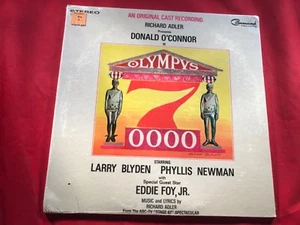 STEREO
AN ORIGINAL CAST RECORDING
RICHARD ADLER
Presents
DONALD O'CONNOR
in
OLYMPVS
7
0000
STARRING
LARRY BLYDEN PHYLLIS NEWMAN
with
Special Guest Star
EDDIE FOY, JR.
MUSIC and LYRICS by
RICHARD ADLER
From The ABC-TV "STAGE 67" SPECTACULAR